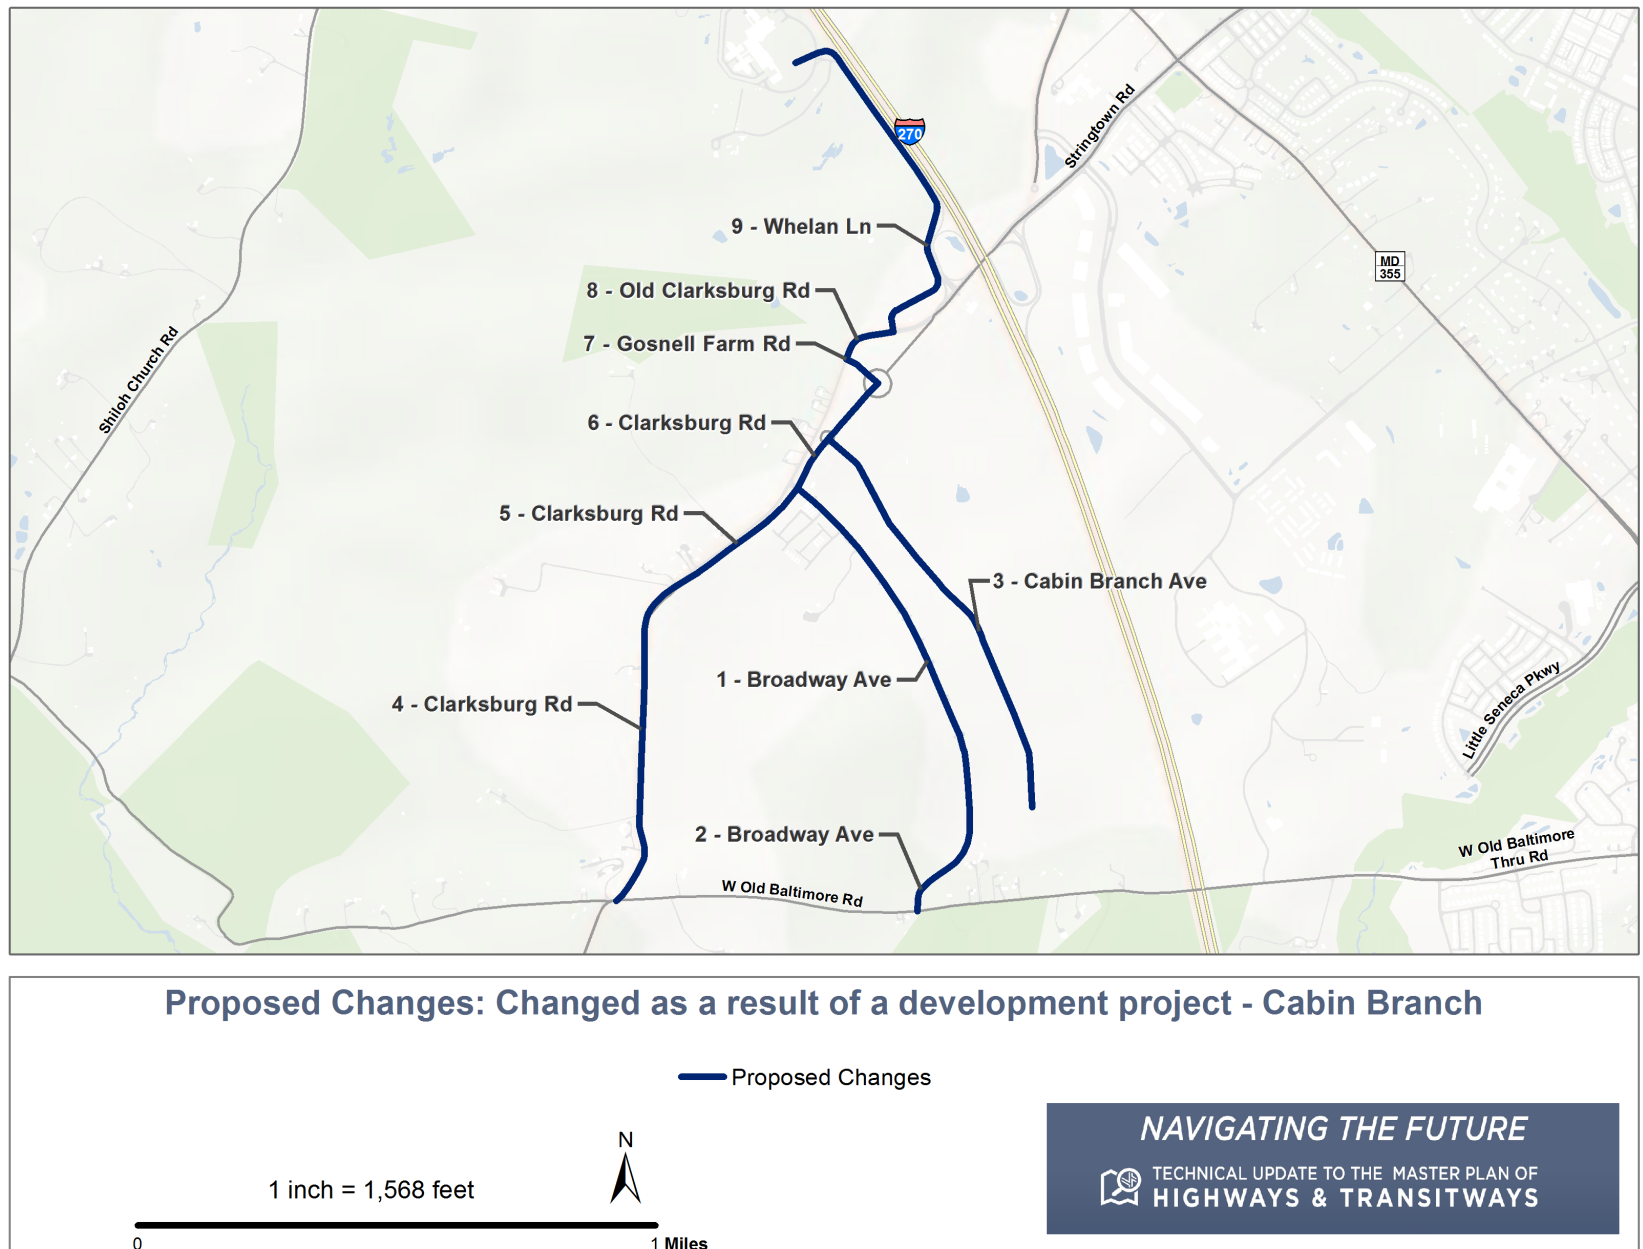 270
Stringtown Rd
9 - Whelan Ln
MD
355
8 - Old Clarksburg Rd
7 - Gosnell Farm Rd
Shiloh Church Rd
6 - Clarksburg Rd
5 - Clarksburg Rd
3 - Cabin Branch Ave
1 - Broadway Ave
4 - Clarksburg Rd
Little Seneca Pkwy
2 - Broadway Ave
W Old Baltimore
Thru Rd
W Old Baltimore Rd
Proposed Changes: Changed as a result of a development project - Cabin Branch
Proposed Changes
NAVIGATING THE FUTURE
TECHNICAL UPDATE TO THE MASTER PLAN OF
HIGHWAYS & TRANSITWAYS
N
1 inch = 1,568 feet
0
1 Miles